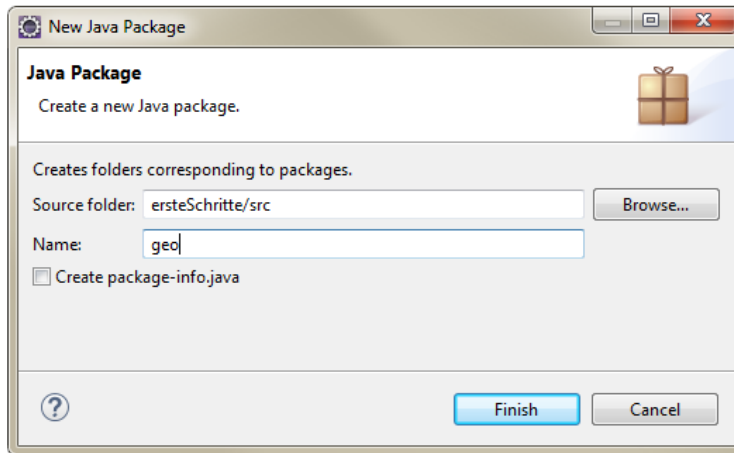 New Java Package
Java Package
Create a new Java package.
Creates folders corresponding to packages.
Source folder: ersteSchritte/src Browse...
Name: geo
Create package-info.java
? Finish Cancel